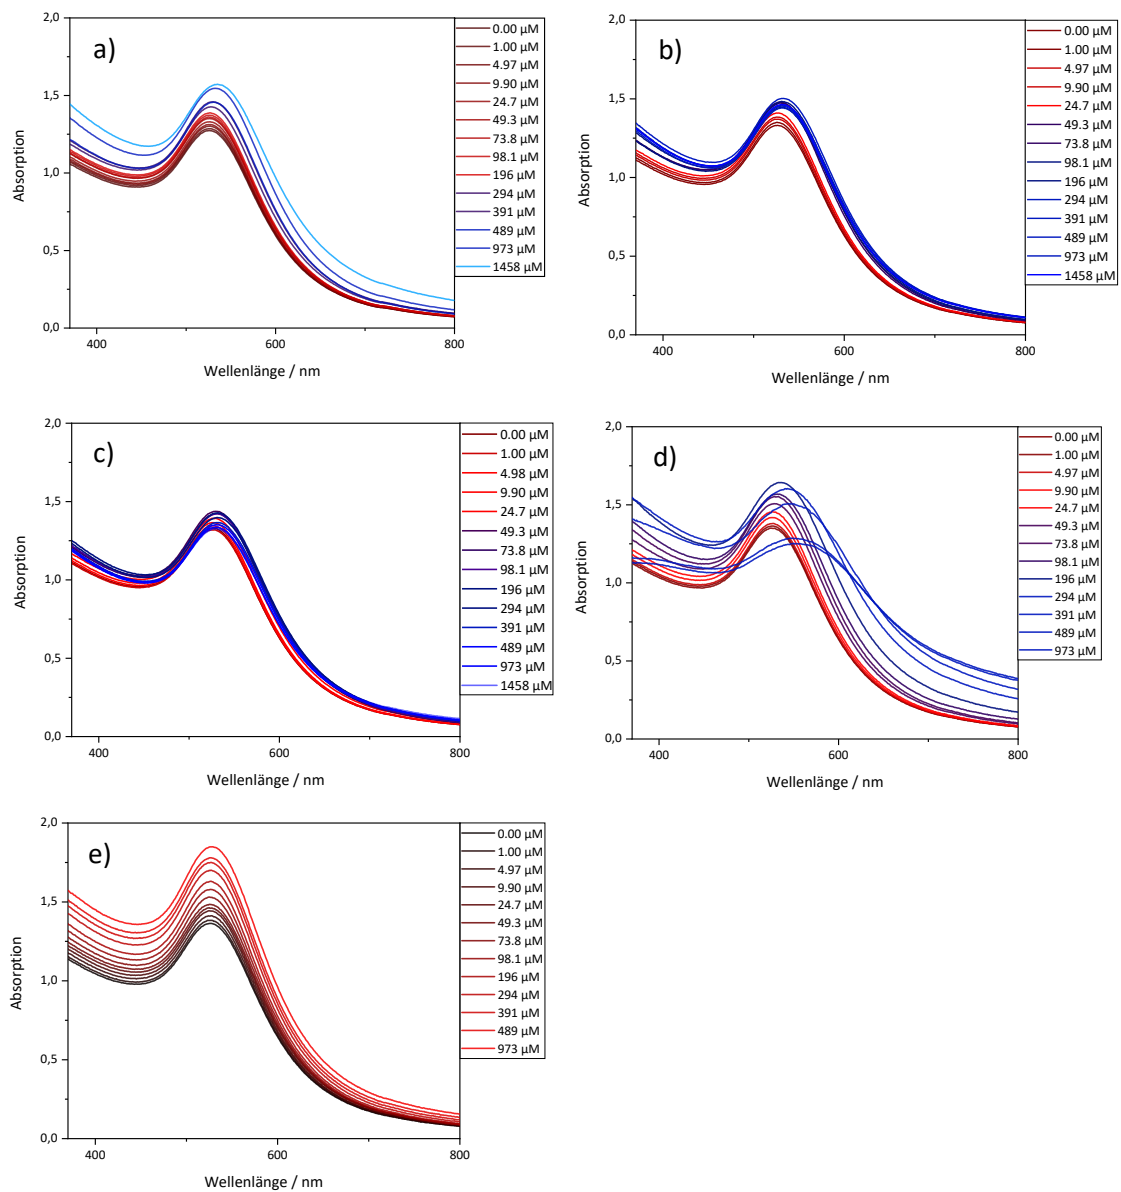 a)
2,0
1,5
1,0
0,5
0,0
Absorption
400
600
800
Wellenlänge / nm
0.00 µM
1.00 µM
4.97 µM
9.90 µM
24.7 µM
49.3 µM
73.8 µM
98.1 µM
196 µM
294 µM
391 µM
489 µM
973 µM
1458 µM
b)
2,0
1,5
1,0
0,5
0,0
Absorption
400
600
800
Wellenlänge / nm
0.00 µM
1.00 µM
4.97 µM
9.90 µM
24.7 µM
49.3 µM
73.8 µM
98.1 µM
196 µM
294 µM
391 µM
489 µM
973 µM
1458 µM
c)
2,0
1,5
1,0
0,5
0,0
Absorption
400
600
800
Wellenlänge / nm
0.00 µM
1.00 µM
4.98 µM
9.90 µM
24.7 µM
49.3 µM
73.8 µM
98.1 µM
196 µM
294 µM
391 µM
489 µM
973 µM
1458 µM
d)
2,0
1,5
1,0
0,5
0,0
Absorption
400
600
800
Wellenlänge / nm
0.00 µM
1.00 µM
4.97 µM
9.90 µM
24.7 µM
49.3 µM
73.8 µM
98.1 µM
196 µM
294 µM
391 µM
489 µM
973 µM
e)
2,0
1,5
1,0
0,5
0,0
Absorption
400
600
800
Wellenlänge / nm
0.00 µM
1.00 µM
4.97 µM
9.90 µM
24.7 µM
49.3 µM
73.8 µM
98.1 µM
196 µM
294 µM
391 µM
489 µM
973 µM